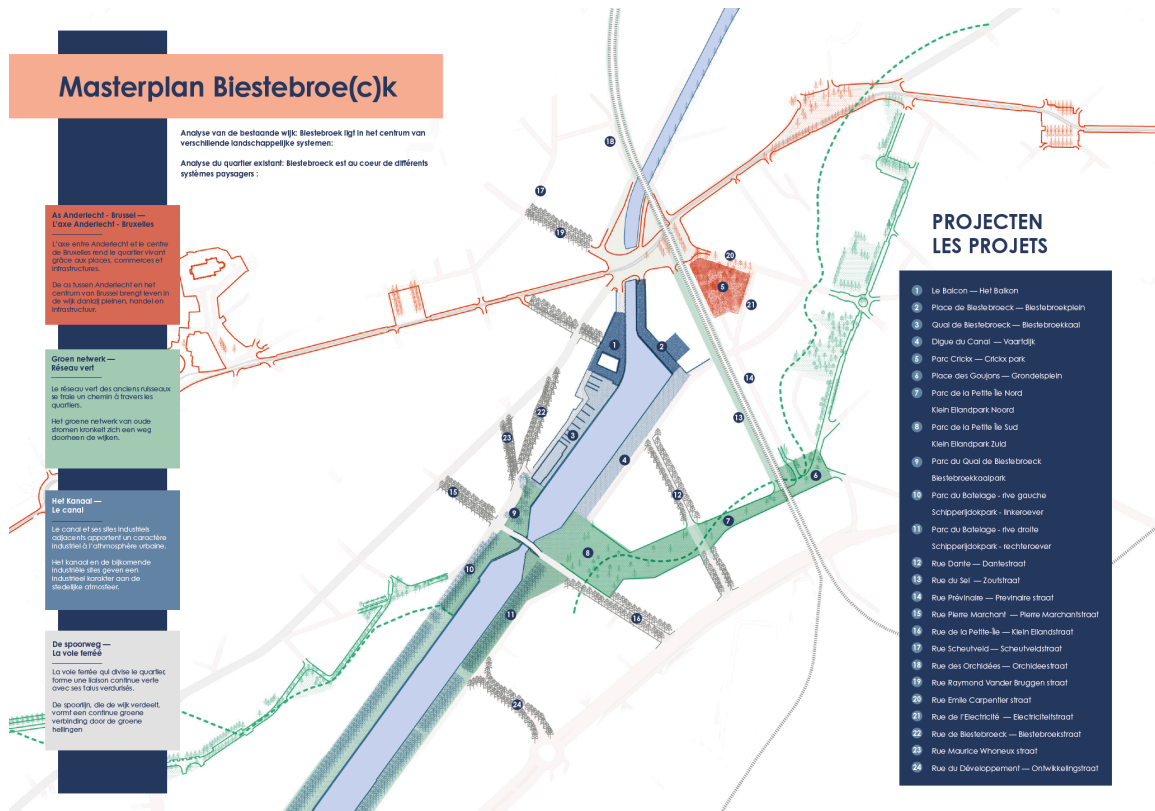 Masterplan Biestebroe(c)k
Analyse van de bestaande wijk: Biestebroek ligt in het centrum van
verschillende landschappelijke systemen:
Analyse du quartier existant: Biestebroeck est au coeur de différents
systèmes paysagers :
As Anderlecht - Brussel —
L'axe Anderlecht - Bruxelles
L'axe entre Anderlecht et le centre
de Bruxelles rend le quartier vivant
grâce aux places, commerces et
infrastructures.
De as tussen Anderlecht en het
centrum van Brussel brengt leven in
de wijk dankzij pleinen, handel en
infrastructuur.
Groen netwerk —
Réseau vert
Le réseau vert des anciens ruisseaux
se fraie un chemin à travers les
quartiers.
Het groene netwerk van oude
stromen kronkelt zich een weg
doorheen de wijken.
Het Kanaal —
Le canal
Le canal et ses sites industriels
adjacents apportent un caractère
industriel à l'athmosphère urbaine.
Het kanaal en de bijkomende
industriële sites geven een
industrieel karakter aan de
stedelijke atmosfeer.
De spoorweg —
La voie ferréé
La voie ferrée qui divise le quartier,
forme une liaison continue verte
avec ses talus verdurisés.
De spoorlijn, die de wijk verdeelt,
vormt een continue groene
verbinding door de groene
hellingen
18
17
19
20
5
21
1
2
14
22
13
23
3
4
15
12
6
9
7
8
10
11
16
24
PROJECTEN
LES PROJETS
1 Le Balcon — Het Balkon
2 Place de Biestebroeck — Biestebroekplein
3 Quai de Biestebroeck — Biestebroekkaai
4 Digue du Canal — Vaartdijk
5 Parc Crickx — Crickx park
6 Place des Goujons — Grondelsplein
7 Parc de la Petite Île Nord
Klein Eilandpark Noord
8 Parc de la Petite Île Sud
Klein Eilandpark Zuid
9 Parc du Quai de Biestebroeck
Biestebroekkaaipark
10 Parc du Batelage - rive gauche
Schipperijdokpark - linkeroever
11 Parc du Batelage - rive droite
Schipperijdokpark - rechteroever
12 Rue Dante — Dantestraat
13 Rue du Sel — Zoutstraat
14 Rue Prévinaire — Previnaire straat
15 Rue Pierre Marchant — Pierre Marchantstraat
16 Rue de la Petite-Île — Klein Eilandstraat
17 Rue Scheutveld — Scheutveldstraat
18 Rue des Orchidées — Orchideestraat
19 Rue Raymond Vander Bruggen straat
20 Rue Emile Carpentier straat
21 Rue de l'Electricité — Electriciteitstraat
22 Rue de Biestebroeck — Biestebroekstraat
23 Rue Maurice Whoneux straat
24 Rue du Développement — Ontwikkelingstraat